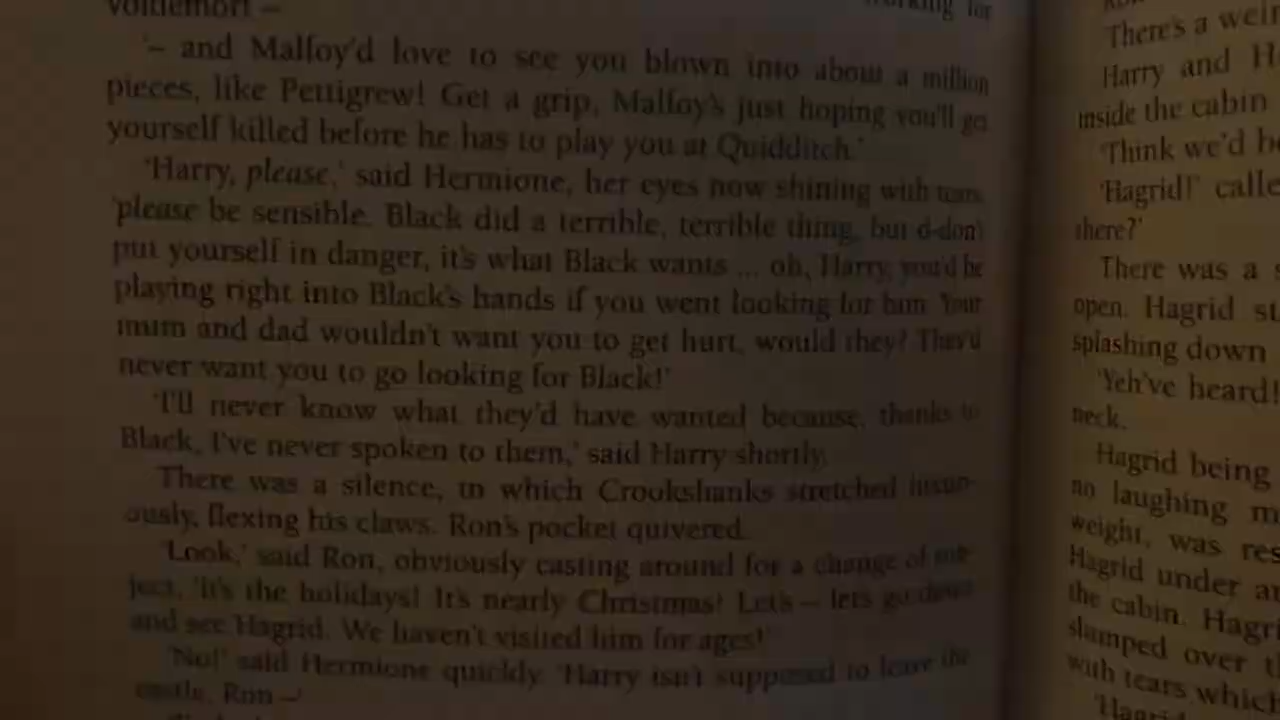 Voldemort –
working for
'– and Malfoy'd love to see you blown into about a million
pieces, like Pettigrew! Get a grip, Malfoy's just hoping you'll get
yourself killed before he has to play you at Quidditch.'
'Harry, please,' said Hermione, her eyes now shining with tears,
'please be sensible. Black did a terrible, terrible thing, but d-don't
put yourself in danger, it's what Black wants ... oh, Harry, you'd be
playing right into Black's hands if you went looking for him. Your
mum and dad wouldn't want you to get hurt, would they? They'd
never want you to go looking for Black!'
'I'll never know what they'd have wanted because, thanks to
Black, I've never spoken to them,' said Harry shortly.
There was a silence, in which Crookshanks stretched luxuri-
ously, flexing his claws. Ron's pocket quivered.
'Look,' said Ron, obviously casting around for a change of sub-
ject, 'it's the holidays! It's nearly Christmas! Let's – let's go down
and see Hagrid. We haven't visited him for ages!'
'No!' said Hermione quickly. 'Harry isn't supposed to leave the
castle, Ron –'
There's a weir
Harry and H
inside the cabin
'Think we'd be
'Hagrid!' calle
there?'
There was a s
open. Hagrid st
splashing down
'Yeh've heard!
neck.
Hagrid being
no laughing m
weight, was res
Hagrid under ar
the cabin. Hagri
slumped over t
with tears which
'Hagrid